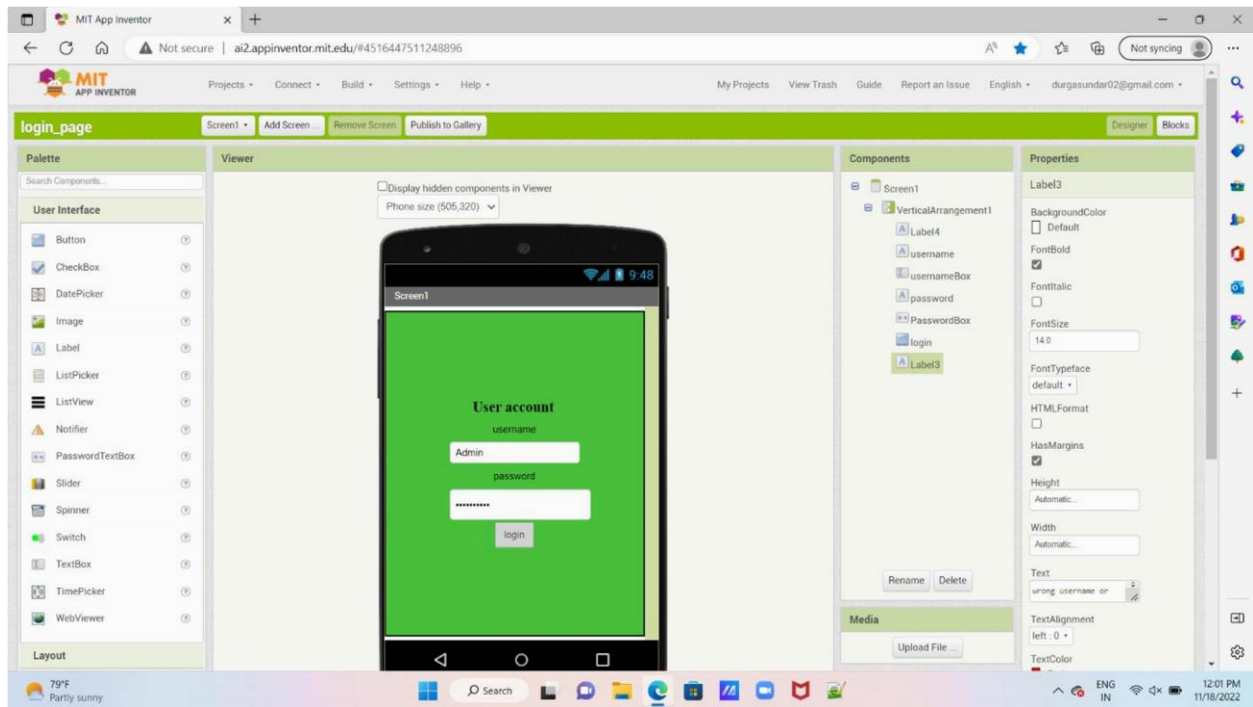 MIT App Inventor
Not secure | ai2.appinventor.mit.edu/#4516447511248896
Not syncing
MIT
APP INVENTOR
Projects
Connect
Build
Settings
Help
My Projects
View Trash
Guide
Report an Issue
English
durgasundar02@gmail.com
login_page
Screen1
Add Screen ...
Remove Screen
Publish to Gallery
Designer
Blocks
Palette
Search Components...
User Interface
Button
CheckBox
DatePicker
Image
Label
ListPicker
ListView
Notifier
PasswordTextBox
Slider
Spinner
Switch
TextBox
TimePicker
WebViewer
Layout
Viewer
Display hidden components in Viewer
Phone size (505,320)
9:48
Screen1
User account
username
Admin
password
••••••••••
login
Components
Screen1
VerticalArrangement1
Label4
username
usernameBox
password
PasswordBox
login
Label3
Rename
Delete
Media
Upload File ...
Properties
Label3
BackgroundColor
Default
FontBold
FontItalic
FontSize
14.0
FontTypeface
default
HTMLFormat
HasMargins
Height
Automatic...
Width
Automatic...
Text
wrong username or
TextAlignment
left : 0
TextColor
79°F
Partly sunny
Search
ENG
IN
12:01 PM
11/18/2022